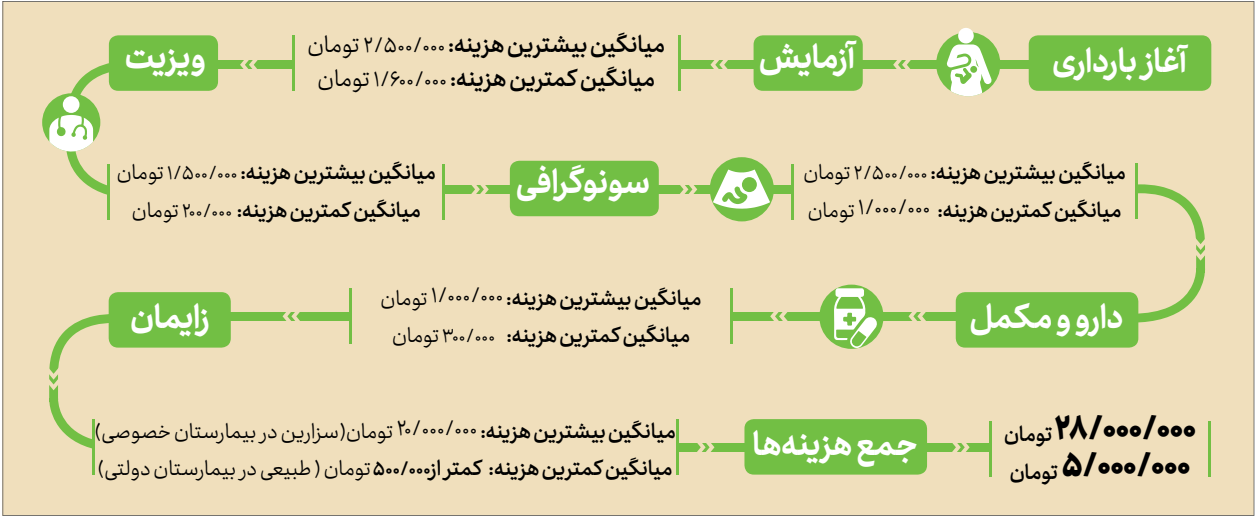 آغاز بارداری
آزمایش
میانگین بیشترین هزینه: ۲/۵۰۰/۰۰۰ تومان
میانگین کمترین هزینه: ۱/۶۰۰/۰۰۰ تومان
ویزیت
میانگین بیشترین هزینه: ۱/۵۰۰/۰۰۰ تومان
میانگین کمترین هزینه: ۲۰۰/۰۰۰ تومان
سونوگرافی
میانگین بیشترین هزینه: ۲/۵۰۰/۰۰۰ تومان
میانگین کمترین هزینه: ۱/۰۰۰/۰۰۰ تومان
دارو و مکمل
میانگین بیشترین هزینه: ۱/۰۰۰/۰۰۰ تومان
میانگین کمترین هزینه: ۳۰۰/۰۰۰ تومان
زایمان
میانگین بیشترین هزینه: ۲۰/۰۰۰/۰۰۰ تومان(سزارین در بیمارستان خصوصی)
میانگین کمترین هزینه: کمتر از۵۰۰/۰۰۰ تومان ( طبیعی در بیمارستان دولتی)
جمع هزینه‌ها
۲۸/۰۰۰/۰۰۰ تومان
۵/۰۰۰/۰۰۰ تومان